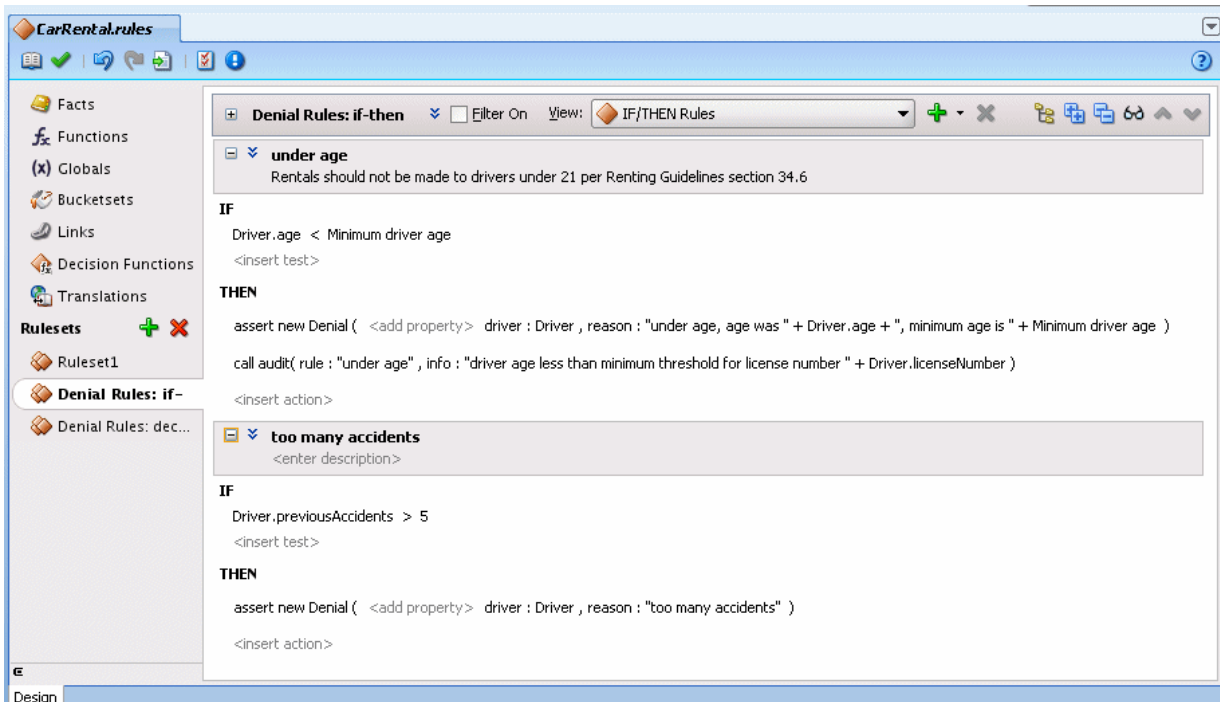 CarRental.rules
Facts
Functions
(x) Globals
Bucketsets
Links
Decision Functions
Translations
Rulesets
Ruleset1
Denial Rules: if-
Denial Rules: dec...
Denial Rules: if-then Filter On View: IF/THEN Rules
under age
Rentals should not be made to drivers under 21 per Renting Guidelines section 34.6
IF
Driver.age < Minimum driver age
<insert test>
THEN
assert new Denial ( <add property> driver : Driver , reason : "under age, age was " + Driver.age + ", minimum age is " + Minimum driver age )
call audit( rule : "under age" , info : "driver age less than minimum threshold for license number " + Driver.licenseNumber )
<insert action>
too many accidents
<enter description>
IF
Driver.previousAccidents > 5
<insert test>
THEN
assert new Denial ( <add property> driver : Driver , reason : "too many accidents" )
<insert action>
Design